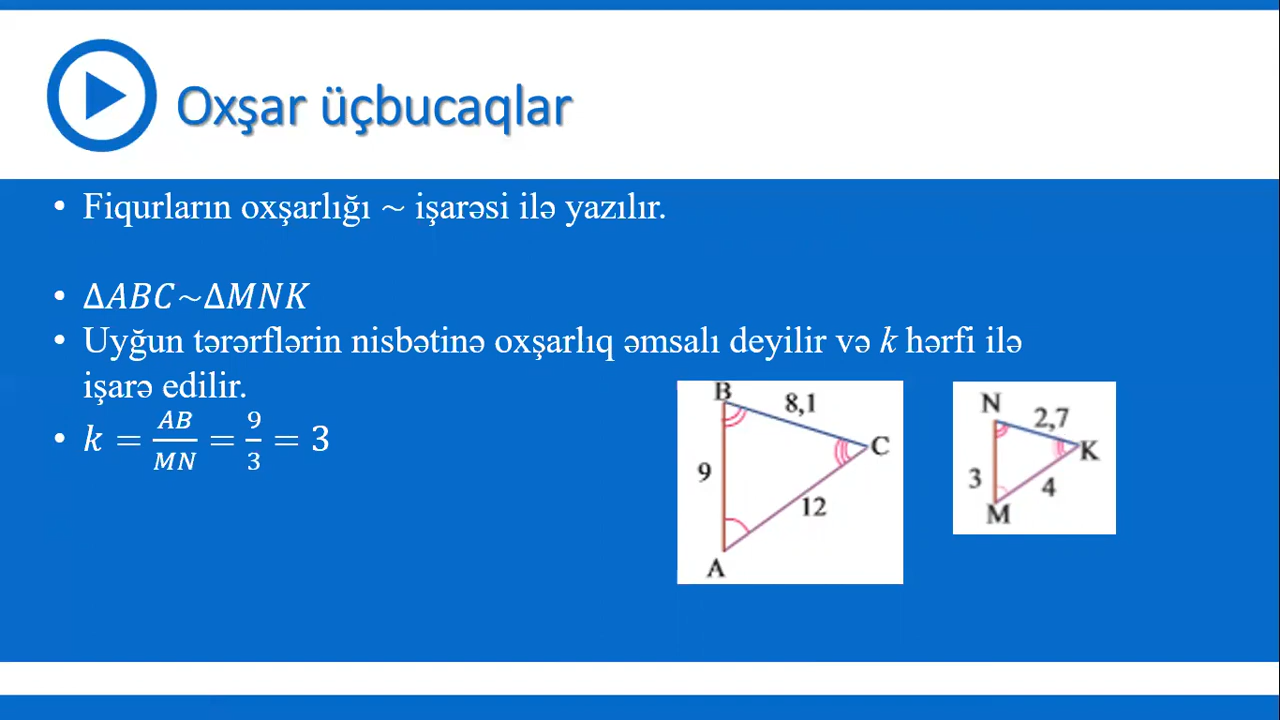 Oxşar üçbucaqlar
• Fiqurların oxşarlığı ~ işarəsi ilə yazılır.
• ΔABC~ΔMNK
• Uyğun tərərflərin nisbətinə oxşarlıq əmsalı deyilir və k hərfi ilə
işarə edilir.
• k = AB/MN = 9/3 = 3
B
8,1
C
9
12
A
N
2,7
K
3
4
M